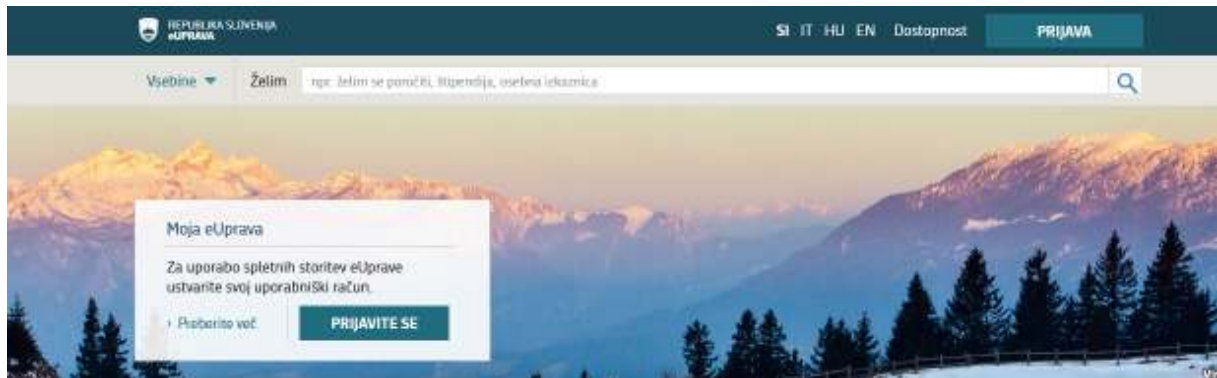 REPUBLIKA SLOVENIJA
eUPRAVA
SI IT HU EN Dostopnost PRIJAVA
Vsebine Želim npr. želim se poročiti, štipendija, osebna izkaznica
Moja eUprava
Za uporabo spletnih storitev eUprave
ustvarite svoj uporabniški račun.
› Preberite več PRIJAVITE SE